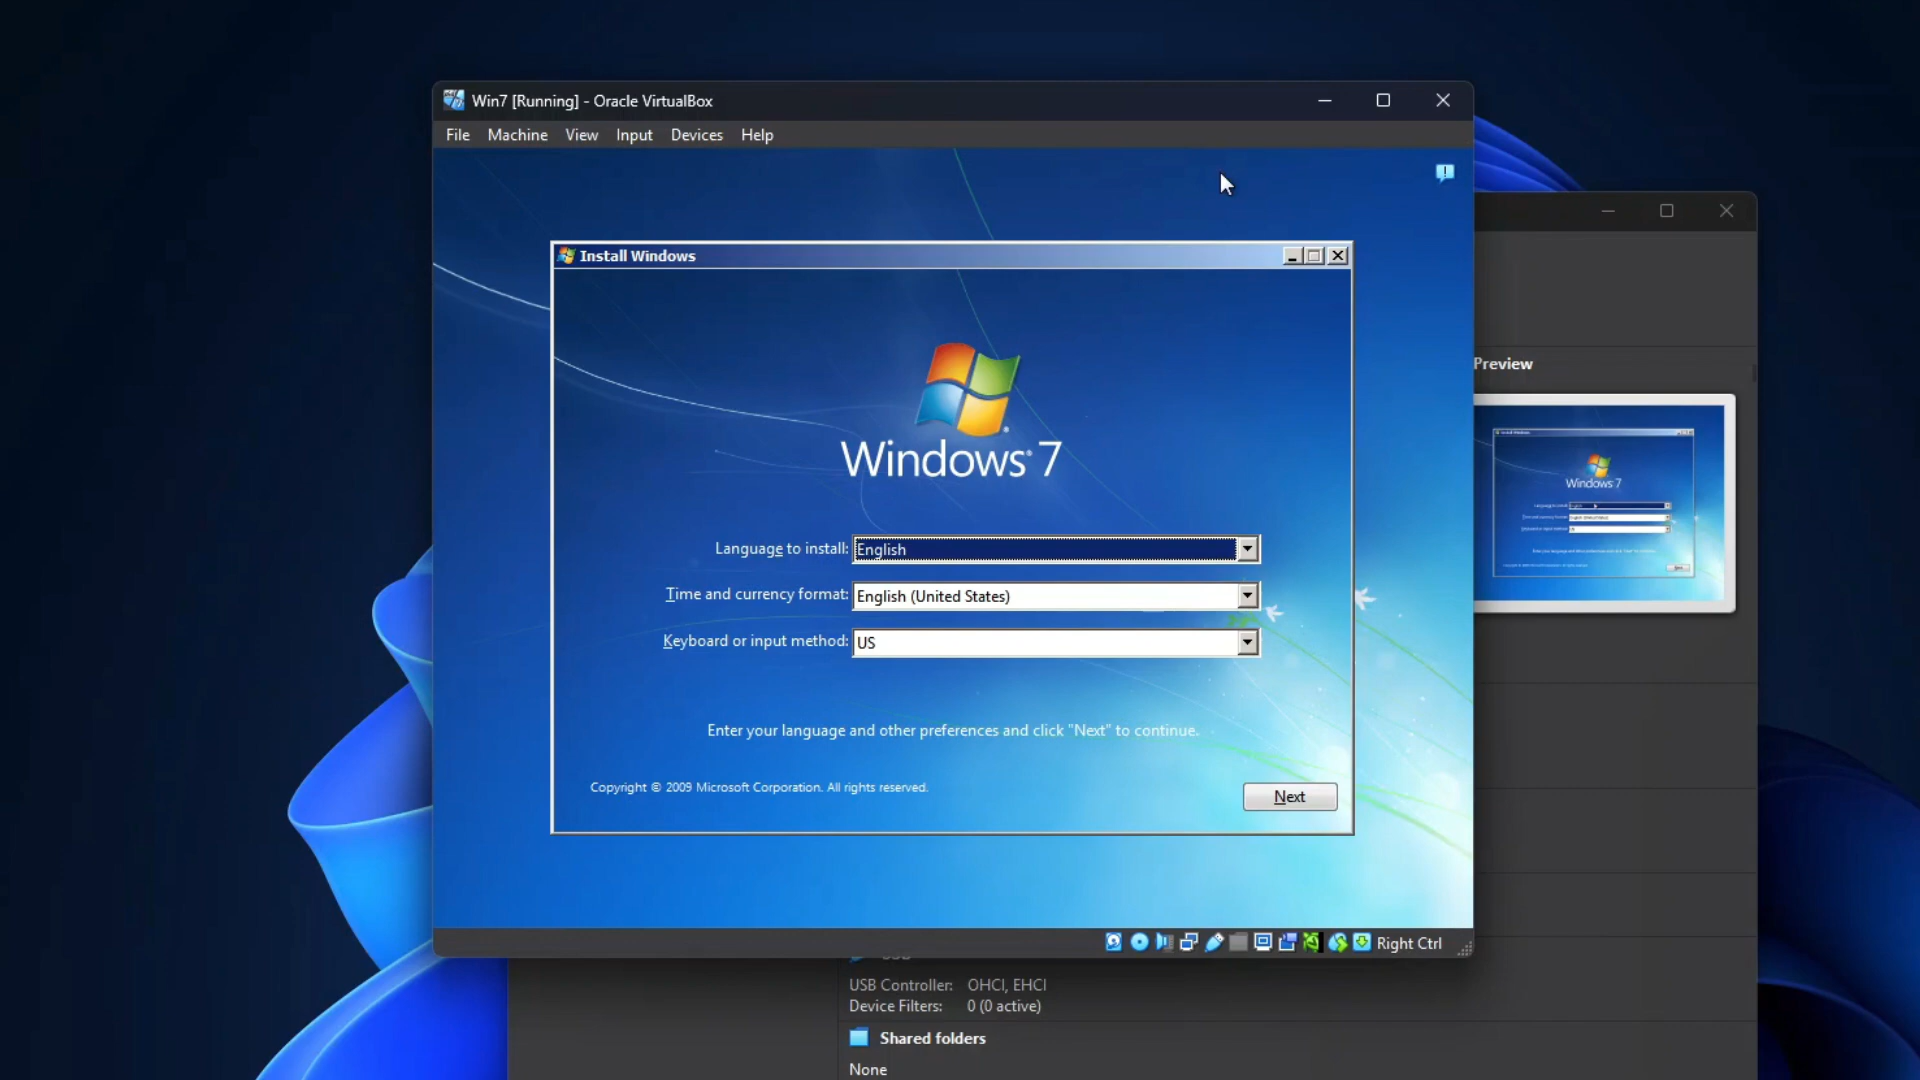 Win7 [Running] - Oracle VirtualBox
File Machine View Input Devices Help
Install Windows
Preview
Windows 7
Windows 7
Language to install: English
Time and currency format: English (United States)
Keyboard or input method: US
Enter your language and other preferences and click "Next" to continue.
Copyright © 2009 Microsoft Corporation. All rights reserved.
Next
Right Ctrl
USB Controller: OHCI, EHCI
Device Filters: 0 (0 active)
Shared folders
None